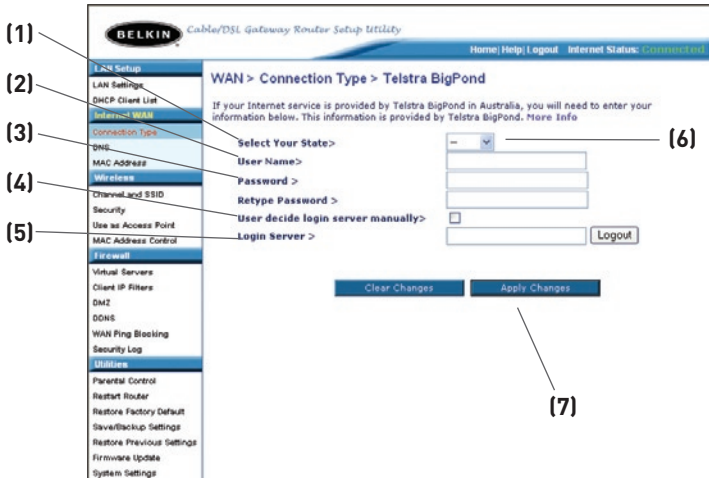 BELKIN Cable/DSL Gateway Router Setup Utility
Home| Help| Logout Internet Status: Connected
(1)
(2)
(3)
(4)
(5)
LAN Setup
LAN Settings
DHCP Client List
Internet WAN
Connection Type
DNS
MAC Address
Wireless
Channel and SSID
Security
Use as Access Point
MAC Address Control
Firewall
Virtual Servers
Client IP Filters
DMZ
DDNS
WAN Ping Blocking
Security Log
Utilities
Parental Control
Restart Router
Restore Factory Default
Save/Backup Settings
Restore Previous Settings
Firmware Update
System Settings
WAN > Connection Type > Telstra BigPond
If your Internet service is provided by Telstra BigPond in Australia, you will need to enter your
information below. This information is provided by Telstra BigPond. More Info
Select Your State> --
User Name>
Password >
Retype Password >
User decide login server manually>
Login Server > Logout
Clear Changes Apply Changes
(6)
(7)